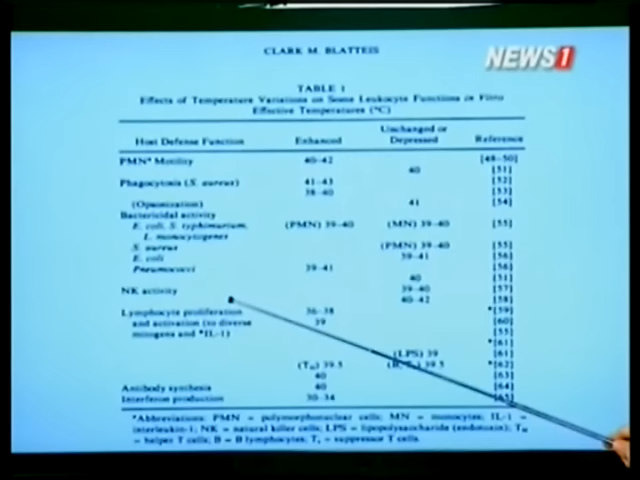 CLARK M. BLATTEIS
NEWS1
TABLE 1
Effects of Temperature Variations on Some Leukocyte Functions in Vitro
Effective Temperatures (°C)
Unchanged or
Host Defense Function Enhanced Depressed Reference
PMN* Motility 40-42 [48-50]
40 [51]
Phagocytosis (S. aureus) 41-43 [52]
38-40 [53]
(Opsonization) 41 [54]
Bactericidal activity
E. coli, S. typhimurium, (PMN) 39-40 (MN) 39-40 [55]
L. monocytogenes
S. aureus (PMN) 39-40 [55]
E. coli 39-41 [56]
Pneumococci 39-41 [56]
40 [51]
NK activity 39-40 [57]
40-42 [58]
Lymphocyte proliferation 36-38 *[59]
and activation (to diverse 39 [60]
mitogens and *IL-1) [55]
*[61]
(LPS) 39 [61]
(TH) 39.5 39.5 *[62]
40 [63]
Antibody synthesis 40 [64]
Interferon production 30-34
*Abbreviations: PMN = polymorphonuclear cells; MN = monocytes; IL-1 =
interleukin-1; NK = natural killer cells; LPS = lipopolysaccharide (endotoxin); TH
= helper T cells; B = B lymphocytes; Ts = suppressor T cells.